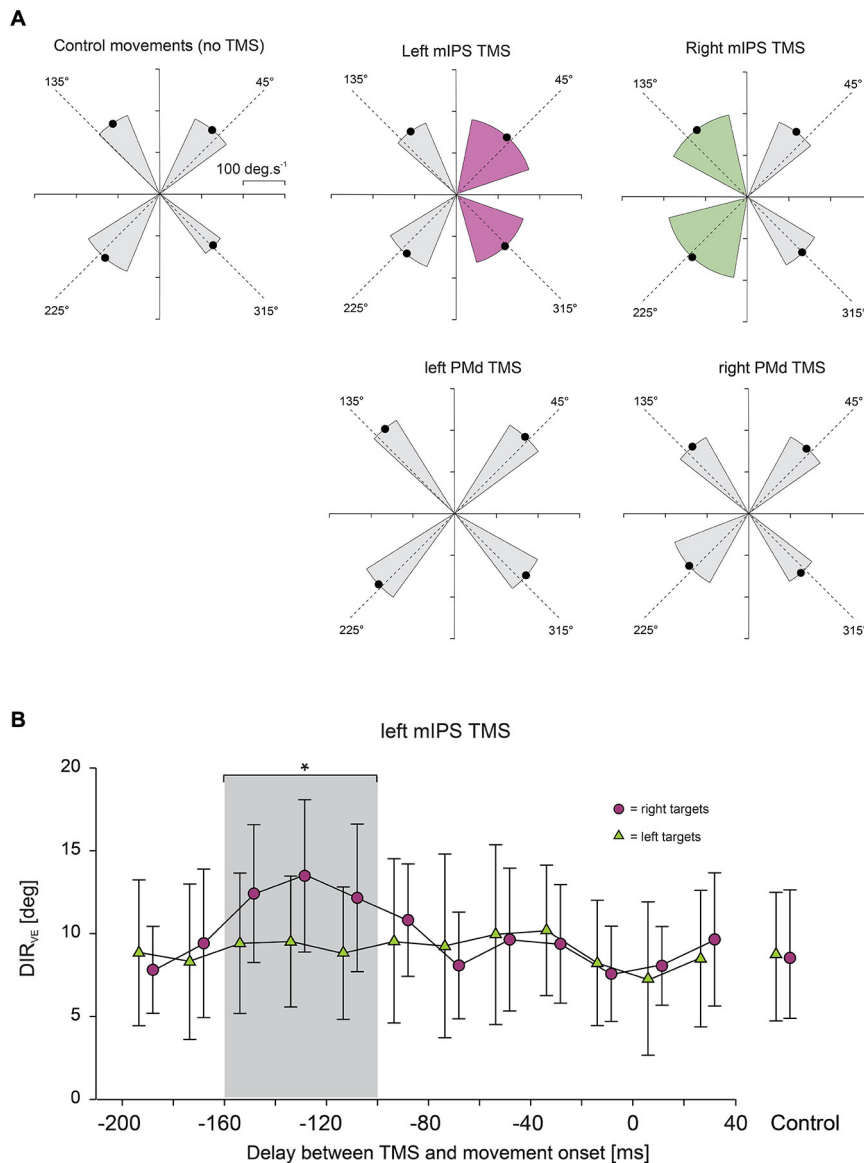 A
Control movements (no TMS)
Left mIPS TMS
Right mIPS TMS
135° 45°
135° 45°
135° 45°
100 deg.s⁻¹
225° 315°
225° 315°
225° 315°
left PMd TMS
right PMd TMS
135° 45°
135° 45°
225° 315°
225° 315°
B
left mIPS TMS
20
15
10
5
0
DIR_VE [deg]
*
= right targets
= left targets
-200 -160 -120 -80 -40 0 40 Control
Delay between TMS and movement onset [ms]